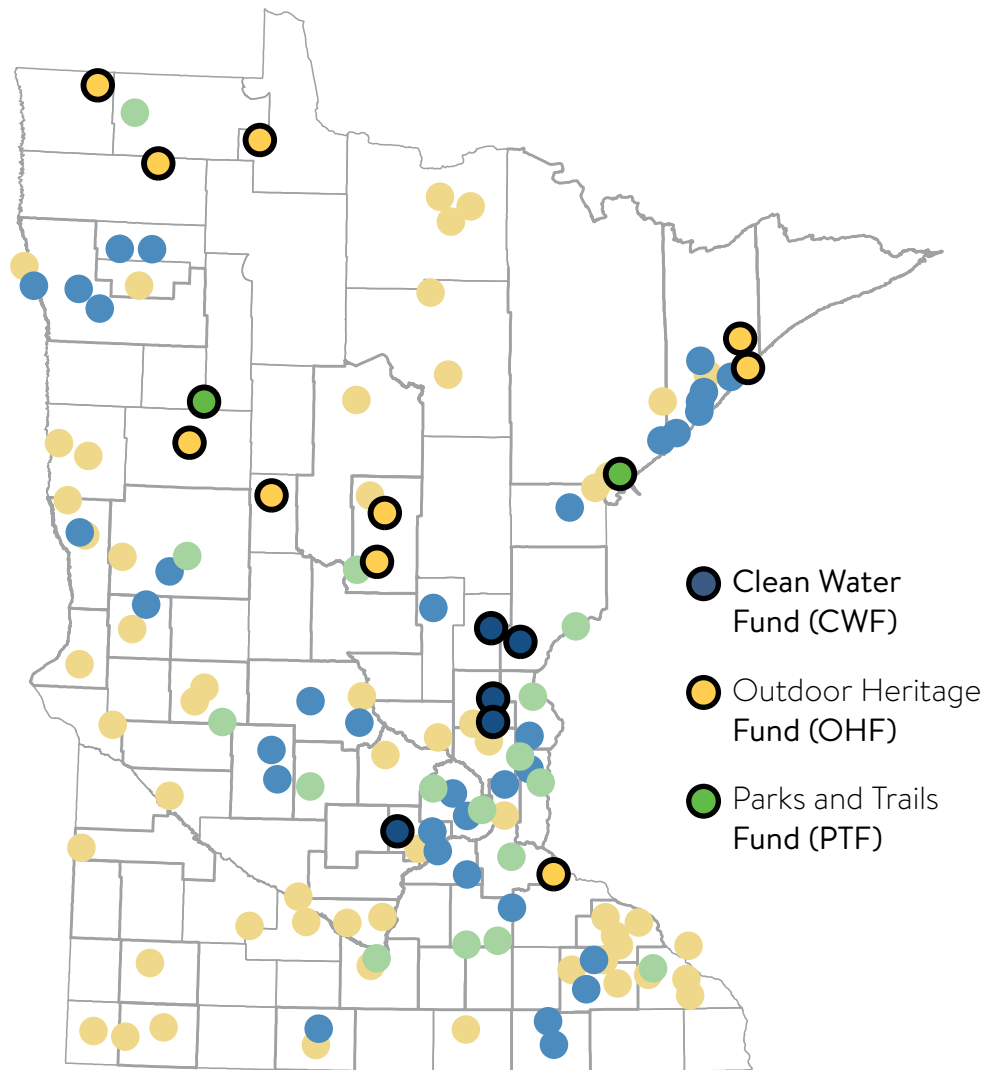 Clean Water
Fund (CWF)
Outdoor Heritage
Fund (OHF)
Parks and Trails
Fund (PTF)